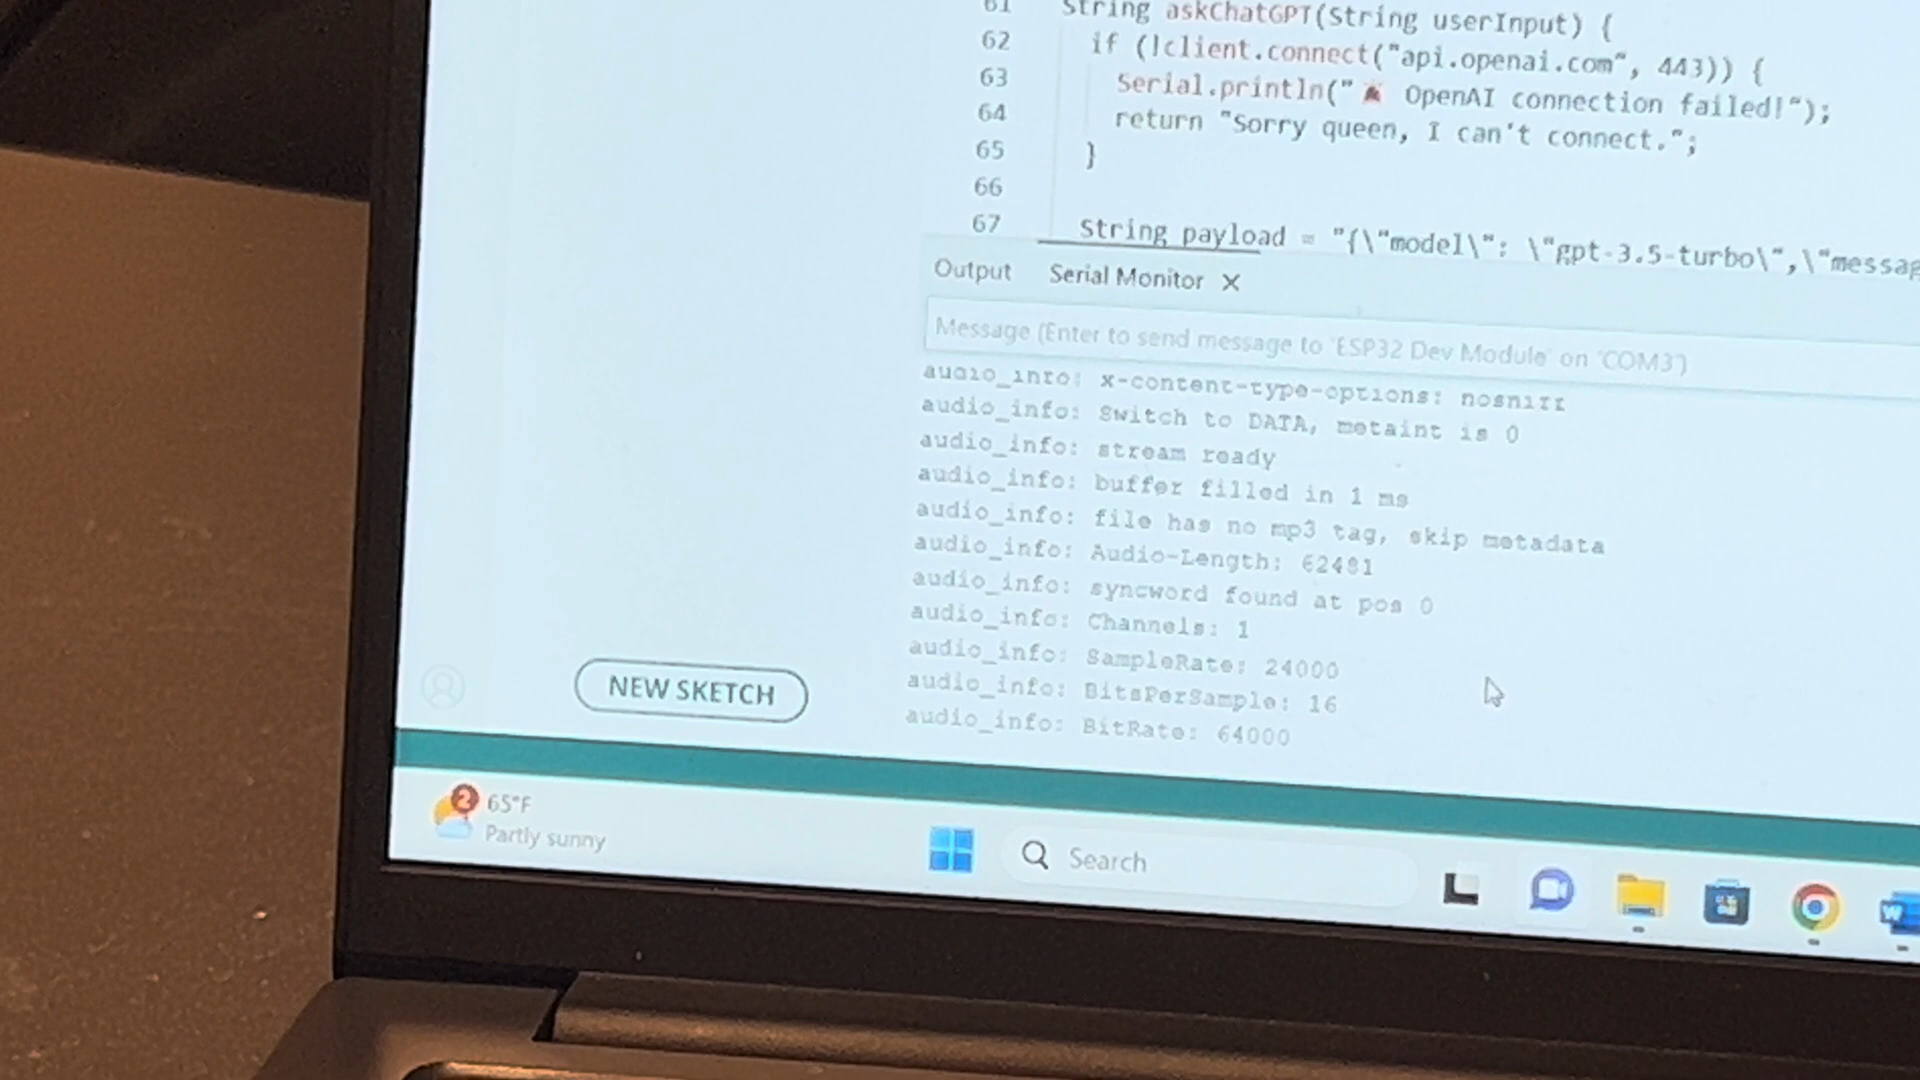 61 String askChatGPT(String userInput) {
62 if (!client.connect("api.openai.com", 443)) {
63 Serial.println(" OpenAI connection failed!");
64 return "Sorry queen, I can't connect.";
65 }
66
67 String payload = "{\"model\": \"gpt-3.5-turbo\",\"messag
Output Serial Monitor X
Message (Enter to send message to 'ESP32 Dev Module' on 'COM3')
audio_info: x-content-type-options: nosniff
audio_info: Switch to DATA, metaint is 0
audio_info: stream ready
audio_info: buffer filled in 1 ms
audio_info: file has no mp3 tag, skip metadata
audio_info: Audio-Length: 62481
audio_info: syncword found at pos 0
audio_info: Channels: 1
audio_info: SampleRate: 24000
audio_info: BitsPerSample: 16
audio_info: BitRate: 64000
NEW SKETCH
2
65°F
Partly sunny
Search
W